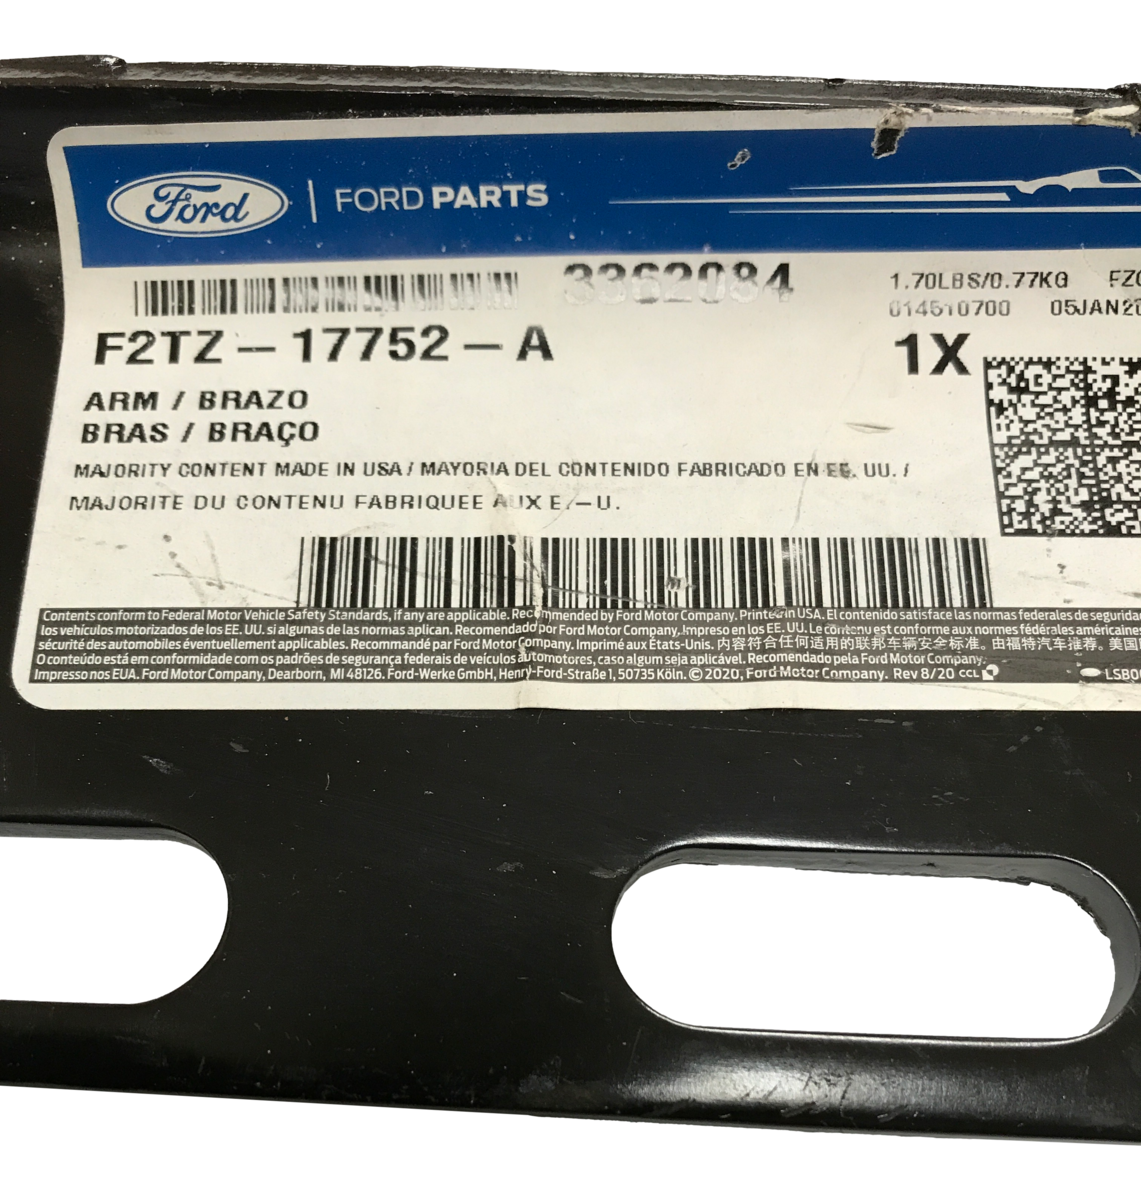 Ford | FORD PARTS
3362084
1.70LBS/0.77KG
05JAN20
F2TZ-17752-A
1X
ARM / BRAZO
BRAS / BRAÇO
MAJORITY CONTENT MADE IN USA / MAYORIA DEL CONTENIDO FABRICADO EN EE. UU. /
MAJORITE DU CONTENU FABRIQUEE AUX E.-U.
Contents conform to Federal Motor Vehicle Safety Standards, if any are applicable. Recommended by Ford Motor Company. Printed in USA. El contenido satisface las normas federales de segurida
los vehículos motorizados de los EE. UU. si algunas de las normas aplican. Recomendado por Ford Motor Company. Impreso en los EE. UU. Le contenu est conforme aux normes fédérales américaine
sécurité des automobiles éventuellement applicables. Recommandé par Ford Motor Company. Imprimé aux États-Unis. 内容符合任何适用的联邦车辆安全标准。由福特汽车推荐。美国
O conteúdo está em conformidade com os padrões de segurança federais de veículos automotores, caso algum seja aplicável. Recomendado pela Ford Motor Company.
Impresso nos EUA. Ford Motor Company, Dearborn, MI 48126. Ford-Werke GmbH, Henry-Ford-Straße 1, 50735 Köln. © 2020, Ford Motor Company. Rev 8/20 CCL